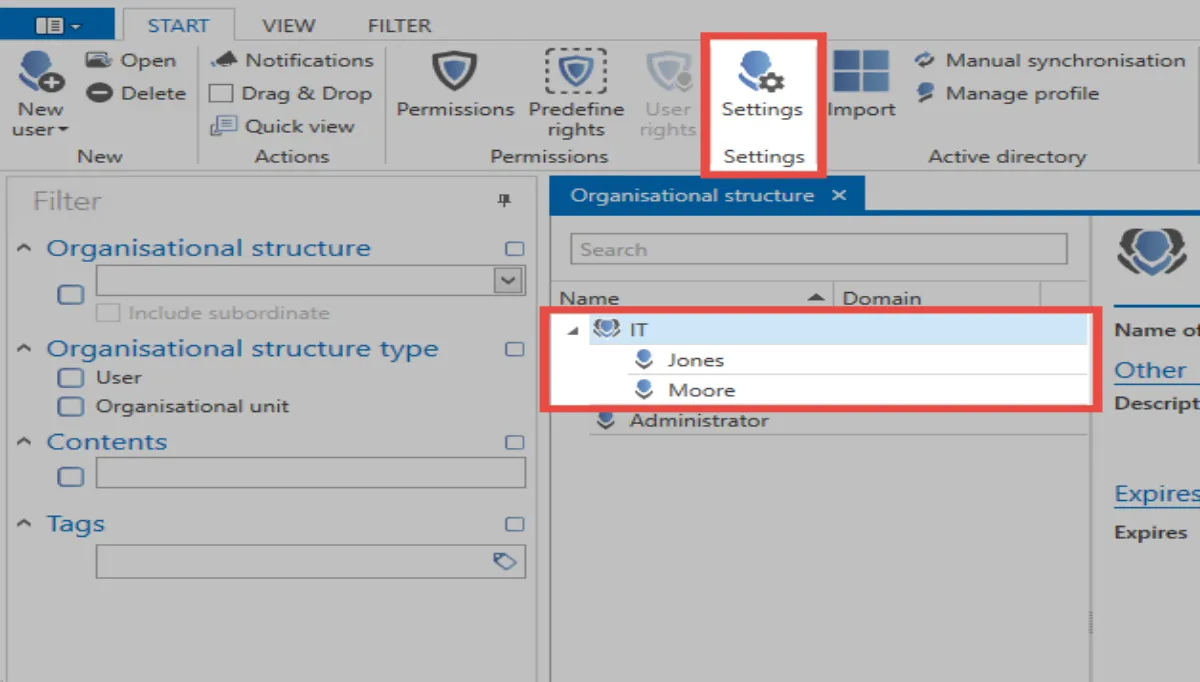 START VIEW FILTER
New user
Open
Delete
New
Notifications
Drag & Drop
Quick view
Actions
Permissions
Predefine rights
User rights
Permissions
Settings
Settings
Import
Manual synchronisation
Manage profile
Active directory
Filter
Organisational structure
Include subordinate
Organisational structure type
User
Organisational unit
Contents
Tags
Organisational structure
Search
Name Domain
IT
Jones
Moore
Administrator
Name of
Other
Descript
Expires
Expires